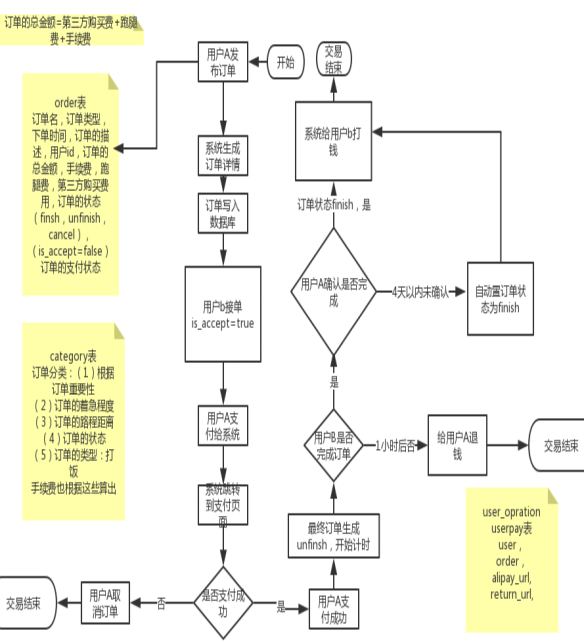 订单的总金额=第三方购买费+跑腿
费+手续费
order表
订单名，订单类型，
下单时间，订单的描
述，用户id，订单的
总金额，手续费，跑
腿费，第三方购买费
用，订单的状态
（finsh，unfinish，
cancel），
（is_accept=false）
订单的支付状态
category表
订单分类：（1）根据
订单重要性
（2）订单的着急程度
（3）订单的路程距离
（4）订单的状态
（5）订单的类型：打
饭
手续费也根据这些算出
开始
用户A发
布订单
系统生成
订单详情
订单写入
数据库
用户b接单
is_accept=true
用户A支
付给系统
系统跳转
到支付页
面
是否支付成
功
否
用户A取
消订单
交易结束
是
用户A支
付成功
最终订单生成
unfinsh，开始计时
用户B是否
完成订单
1小时后否
给用户A退
钱
交易结束
是
用户A确认是否完
成
4天以内未确认
自动置订单状
态为finish
订单状态finish，是
系统给用户b打
钱
交易
结束
user_opration
userpay表
user，
order，
alipay_url,
return_url,